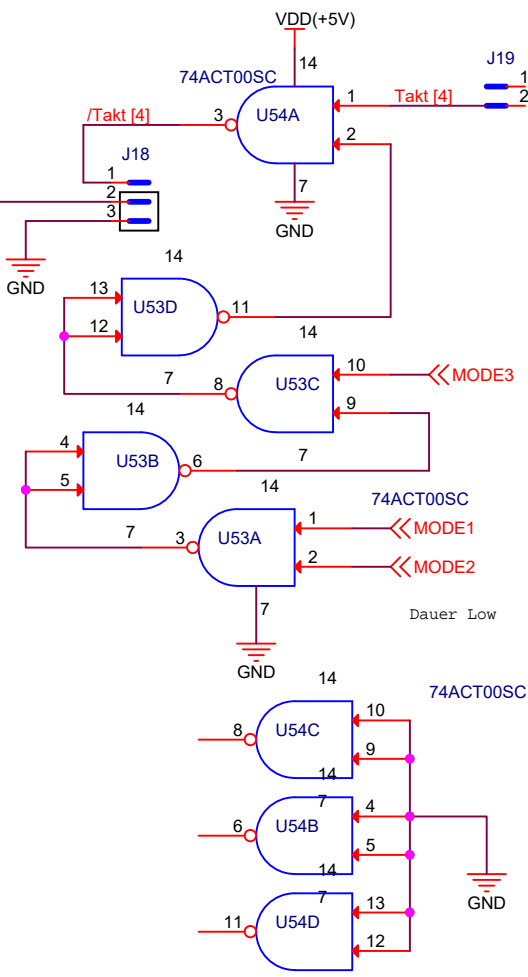 VDD(+5V)
14
74ACT00SC
J19
1
2
/Takt [4]
3
U54A
1
Takt [4]
2
J18
1
2
3
7
GND
GND
14
13
U53D
11
12
14
10
MODE3
7
8
U53C
9
14
4
U53B
6
7
5
14
74ACT00SC
7
3
U53A
1
MODE1
2
MODE2
7
Dauer Low
GND
14
74ACT00SC
8
U54C
10
9
14
7
4
6
U54B
5
14
7
GND
13
11
U54D
12